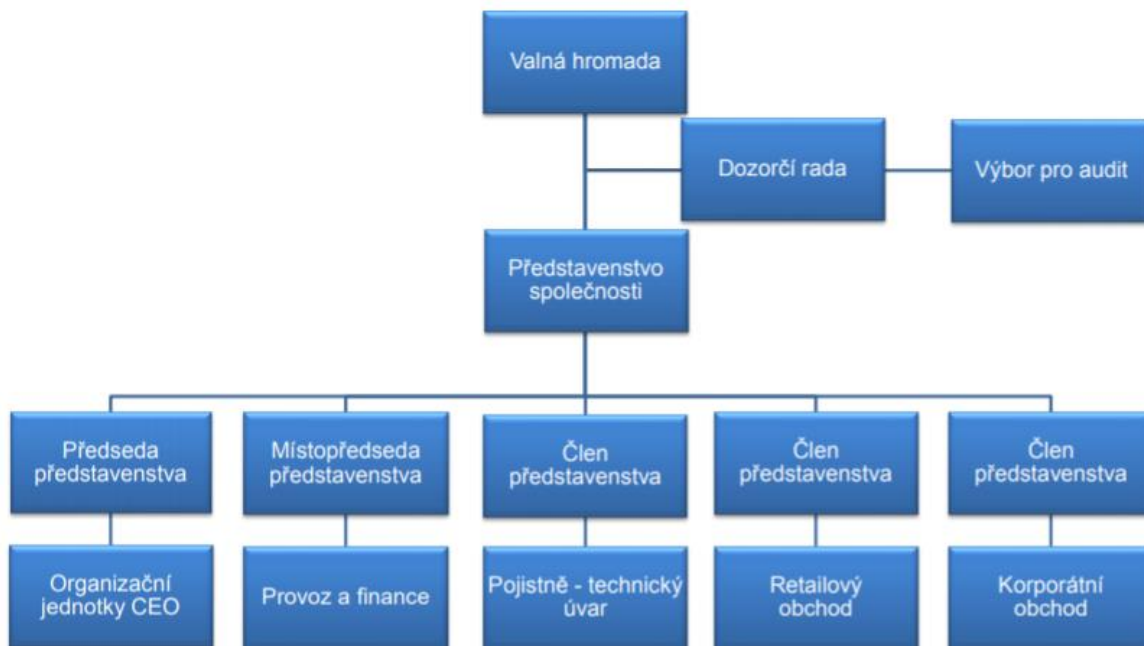 Valná hromada
Dozorčí rada
Výbor pro audit
Představenstvo
společnosti
Předseda
představenstva
Místopředseda
představenstva
Člen
představenstva
Člen
představenstva
Člen
představenstva
Organizační
jednotky CEO
Provoz a finance
Pojistně - technický
úvar
Retailový
obchod
Korporátní
obchod